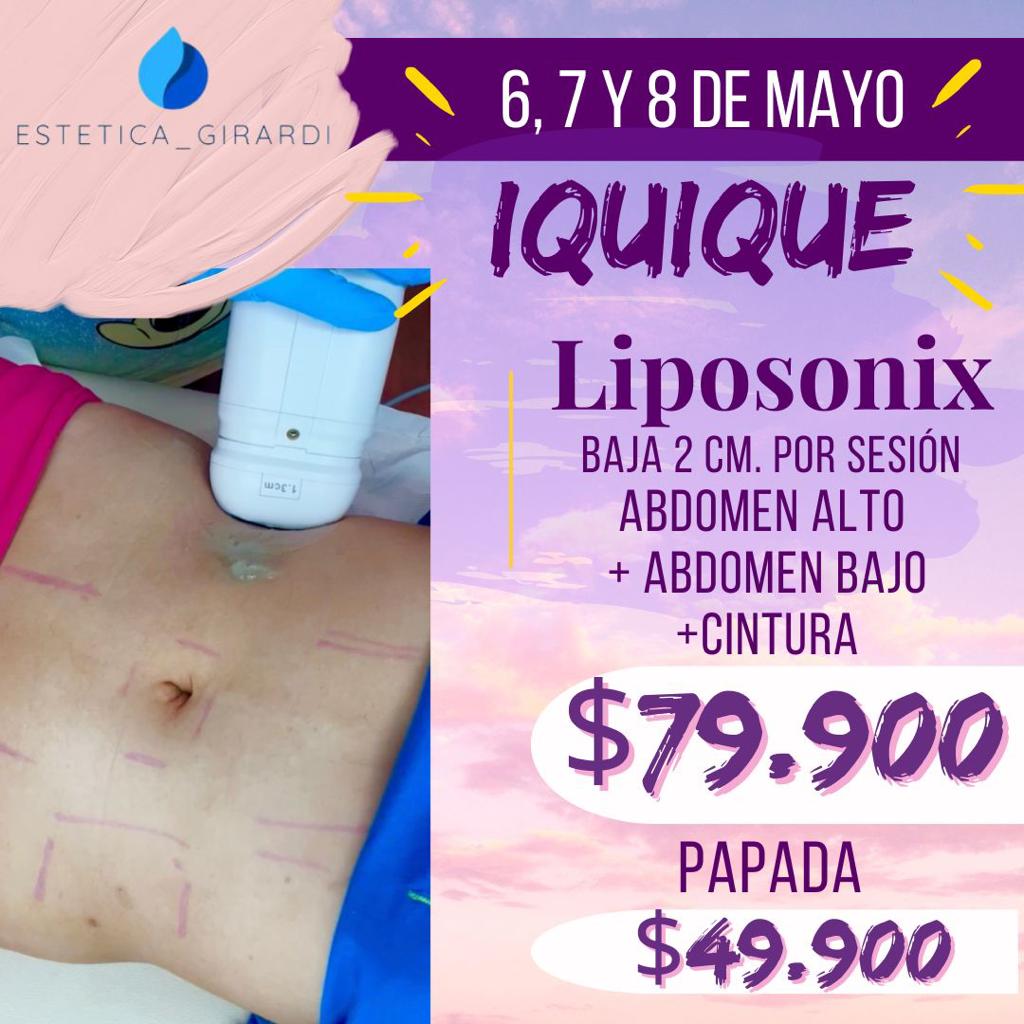 ESTETICA_GIRARDI
6, 7 Y 8 DE MAYO
IQUIQUE
Liposonix
BAJA 2 CM. POR SESIÓN
ABDOMEN ALTO
+ ABDOMEN BAJO
+CINTURA
$79.900
PAPADA
$49.900
1.3cm